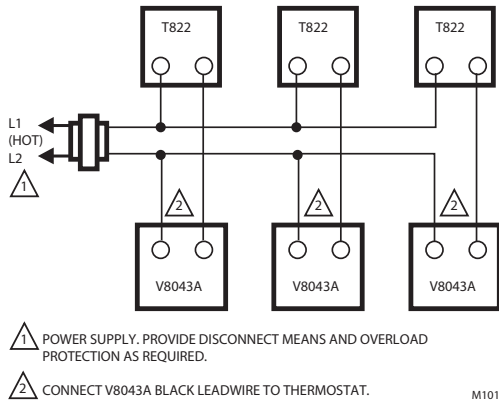 T822
T822
T822
L1
(HOT)
L2
1
2
2
2
V8043A
V8043A
V8043A
1 POWER SUPPLY. PROVIDE DISCONNECT MEANS AND OVERLOAD
PROTECTION AS REQUIRED.
2 CONNECT V8043A BLACK LEADWIRE TO THERMOSTAT.
M101